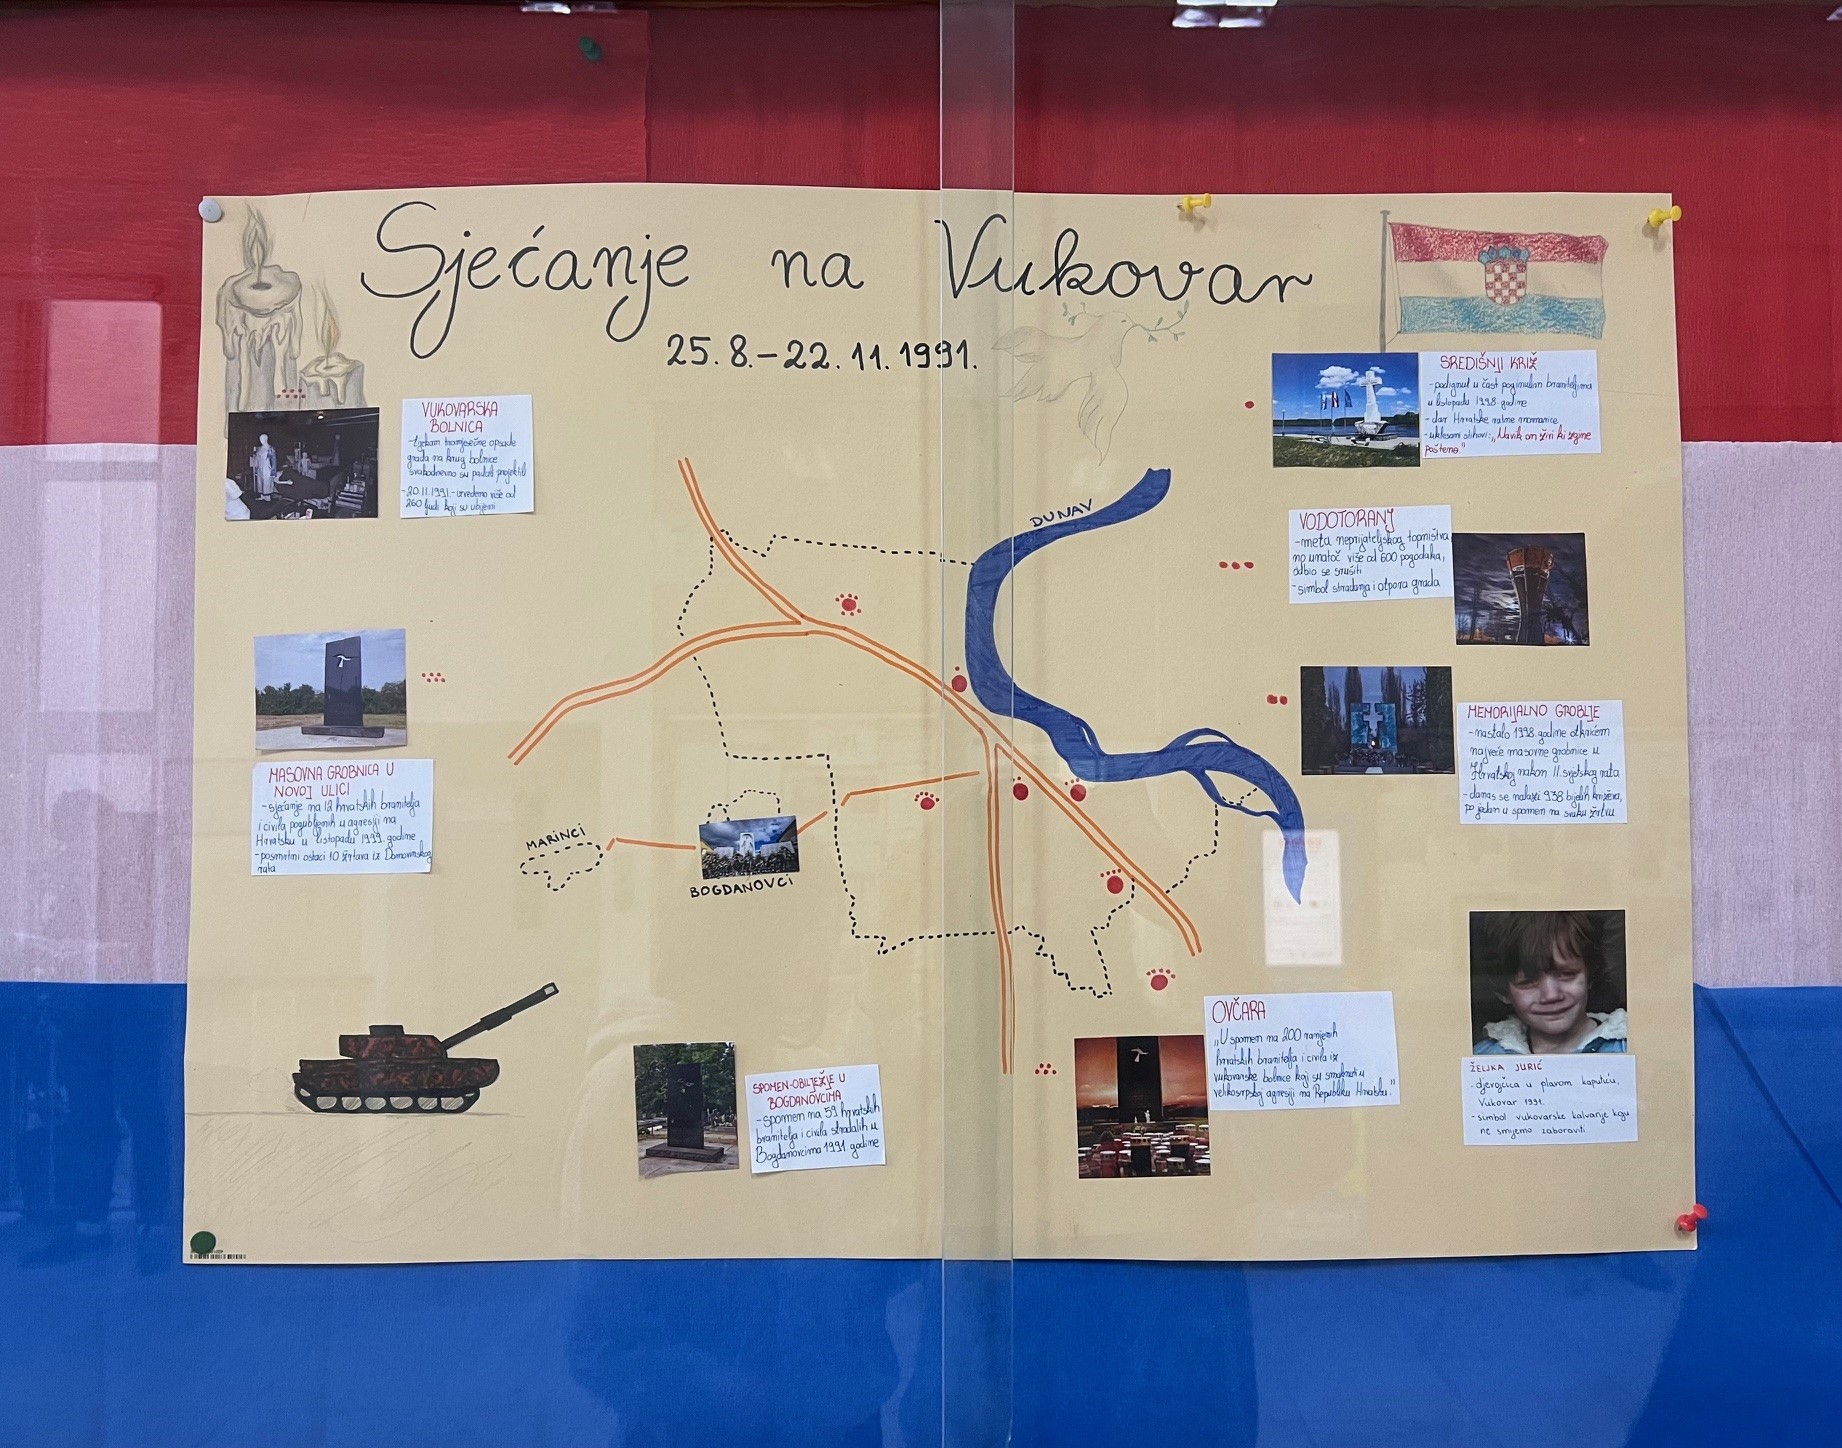 Sjećanje na Vukovar
25.8.-22.11.1991.
VUKOVARSKA
BOLNICA
-tijekom tromjesečne opsade
grada na krug bolnice
svakodnevno su padali projektili
-20.11.1991.-izvedeno više od
260 ljudi koji su ubijeni
SREDIŠNJI KRIŽ
-podignut u čast poginulim braniteljima
u listopadu 1998. godine
-dar Hrvatske ratne mornarice
-uklesani stihovi: „Navik on živi ki zgine
pošteno."
DUNAV
VODOTORANJ
-meta neprijateljskog topništva,
no unatoč više od 600 pogodaka,
odbio se srušiti
-simbol stradanja i otpora grada
MASOVNA GROBNICA U
NOVOJ ULICI
-sjećanje na 12 hrvatskih branitelja
i civila pogubljenih u agresiji na
Hrvatsku u listopadu godine
-posmrtni ostaci 10 žrtava iz Domovinskog
rata
MEMORIJALNO GROBLJE
-nastalo 1998. godine otkrićem
najveće masovne grobnice u
Hrvatskoj nakon II. svjetskog rata
-danas se nalazi 938 bijelih križeva,
po jedan u spomen na svaku žrtvu
MARINCI
BOGDANOVCI
OVČARA
„U spomen na 200 ranjenih
hrvatskih branitelja i civila iz
vukovarske bolnice koji su smaknuti u
velikosrpskoj agresiji na Republiku Hrvatsku."
SPOMEN-OBILJEŽJE U
BOGDANOVCIMA
-spomen na 59 hrvatskih
branitelja i civila stradalih u
Bogdanovcima 1991. godine
ŽELJKA JURIĆ
-djevojčica u plavom kaputiću,
Vukovar 1991.
-simbol vukovarske kalvarije koju
ne smijemo zaboraviti